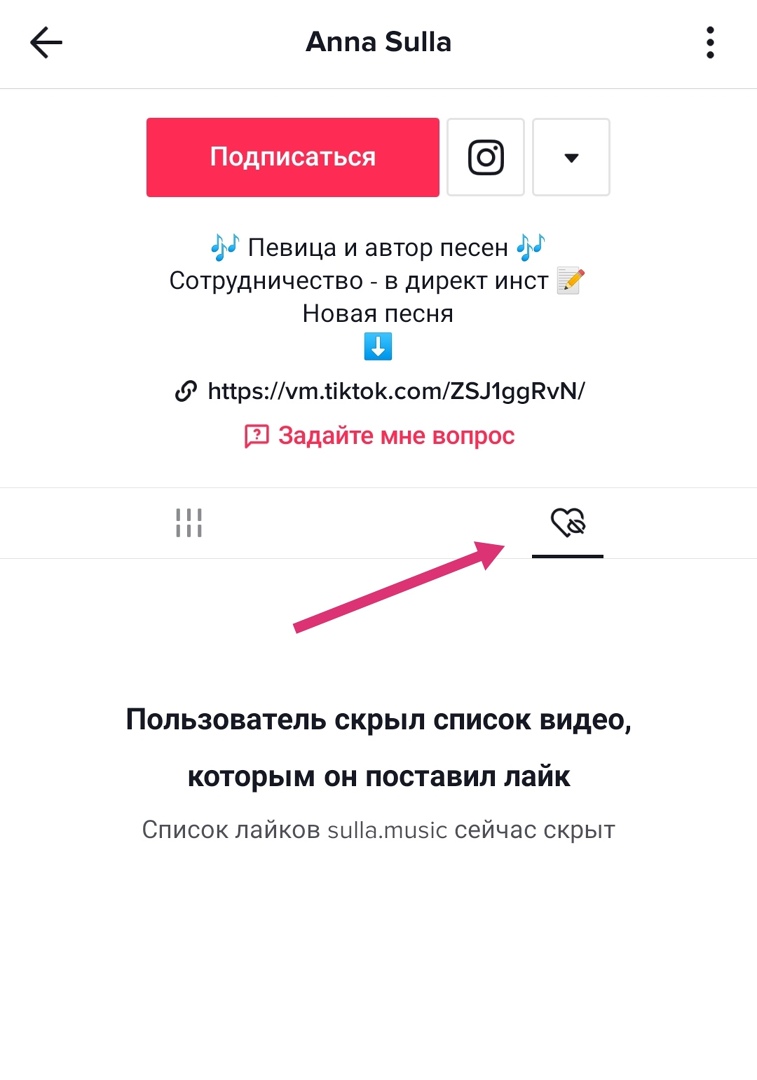 Anna Sulla
Подписаться
🎶 Певица и автор песен 🎶
Сотрудничество - в директ инст 📝
Новая песня
⬇️
https://vm.tiktok.com/ZSJ1ggRvN/
Задайте мне вопрос
Пользователь скрыл список видео,
которым он поставил лайк
Список лайков sulla.music сейчас скрыт